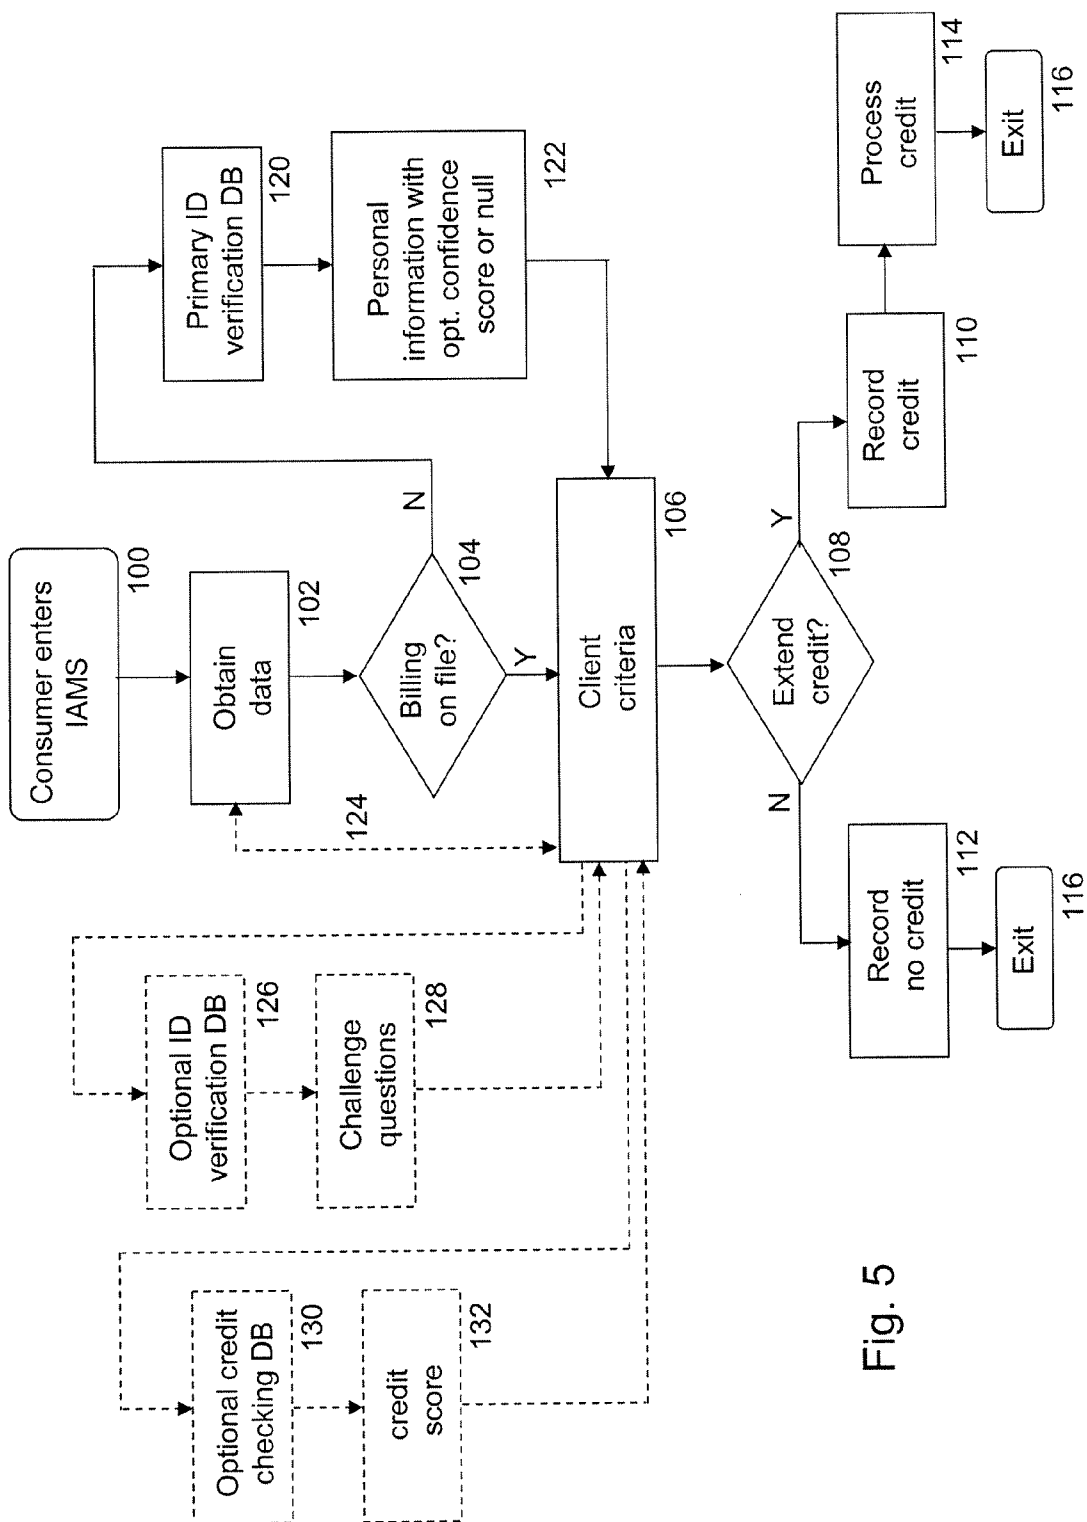 Consumer enters
IAMS
100
Obtain
data
102
Billing
on file?
104
N
Y
Primary ID
verification DB
120
Personal
information with
opt. confidence
score or null
122
124
Client
criteria
106
Optional ID
verification DB
126
Challenge
questions
128
Optional credit
checking DB
130
credit
score
132
Extend
credit?
108
N
Y
Record
no credit
112
Exit
116
Record
credit
110
Process
credit
114
Exit
116
Fig. 5